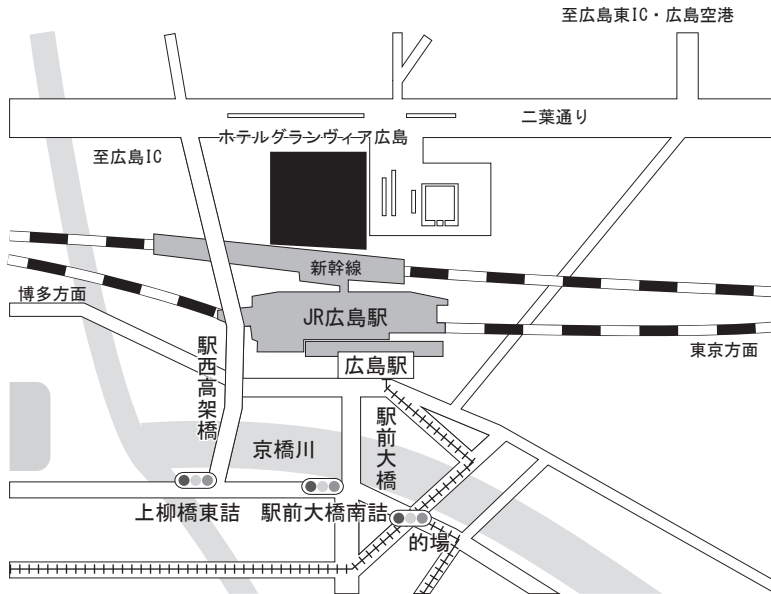 至広島東IC・広島空港
二葉通り
ホテルグランヴィア広島
至広島IC
新幹線
博多方面
JR広島駅
東京方面
広島駅
駅西高架橋
駅前大橋
京橋川
上柳橋東詰
駅前大橋南詰
的場